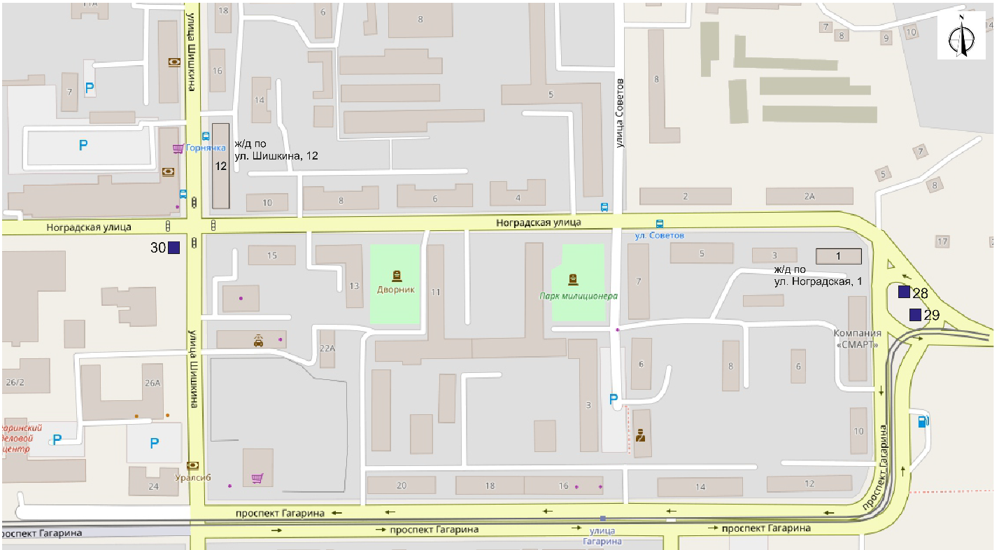 11А
18
6
8
N
7
8
9
10
14
улица Шишкина
16
P
7
14
5
8
улица Советов
P
Горнячка
12
ж/д по
ул. Шишкина, 12
7
5
8
10
8
6
4
2
2А
Ноградская улица
Ноградская улица
ул. Советов
30
15
13
Дворник
11
Парк милиционера
7
5
3
1
17
ж/д по
ул. Ноградская, 1
28
29
Компания
«СМАРТ»
улица Шишкина
22А
26/2
26А
6
8
6
P
3
10
P
P
деловой
центр
24
Уралсиб
20
18
16
14
12
проспект Гагарина
проспект Гагарина
проспект Гагарина
проспект Гагарина
улица
Гагарина